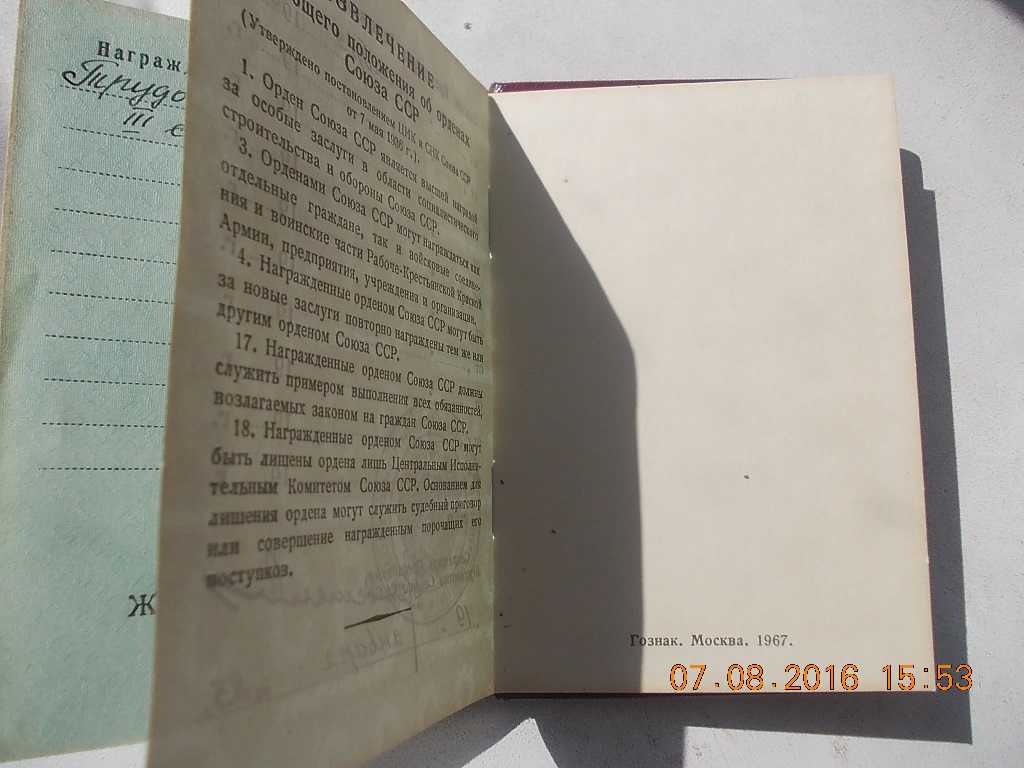 Награж
Трудо
III с
Ж
ЗВЛЕЧЕНИЕ
щего положения об орденах
Союза ССР
(Утверждено постановлением ЦИК и СНК Союза ССР
от 7 мая 1936 г.).
1. Орден Союза ССР является высшей наградой
за особые заслуги в области социалистического
строительства и обороны Союза ССР.
3. Орденами Союза ССР могут награждаться как
отдельные граждане, так и войсковые соедине-
ния и воинские части Рабоче-Крестьянской Красной
Армии, предприятия, учреждения и организации.
4. Награжденные орденом Союза ССР могут быть
за новые заслуги повторно награждены тем же или
другим орденом Союза ССР.
17. Награжденные орденом Союза ССР должны
служить примером выполнения всех обязанностей,
возлагаемых законом на граждан Союза ССР.
18. Награжденные орденом Союза ССР могут
быть лишены ордена лишь Центральным Исполни-
тельным Комитетом Союза ССР. Основанием для
лишения ордена могут служить судебный приговор
или совершение награжденным порочащих его
поступков.
Гознак. Москва. 1967.
07.08.2016 15:53